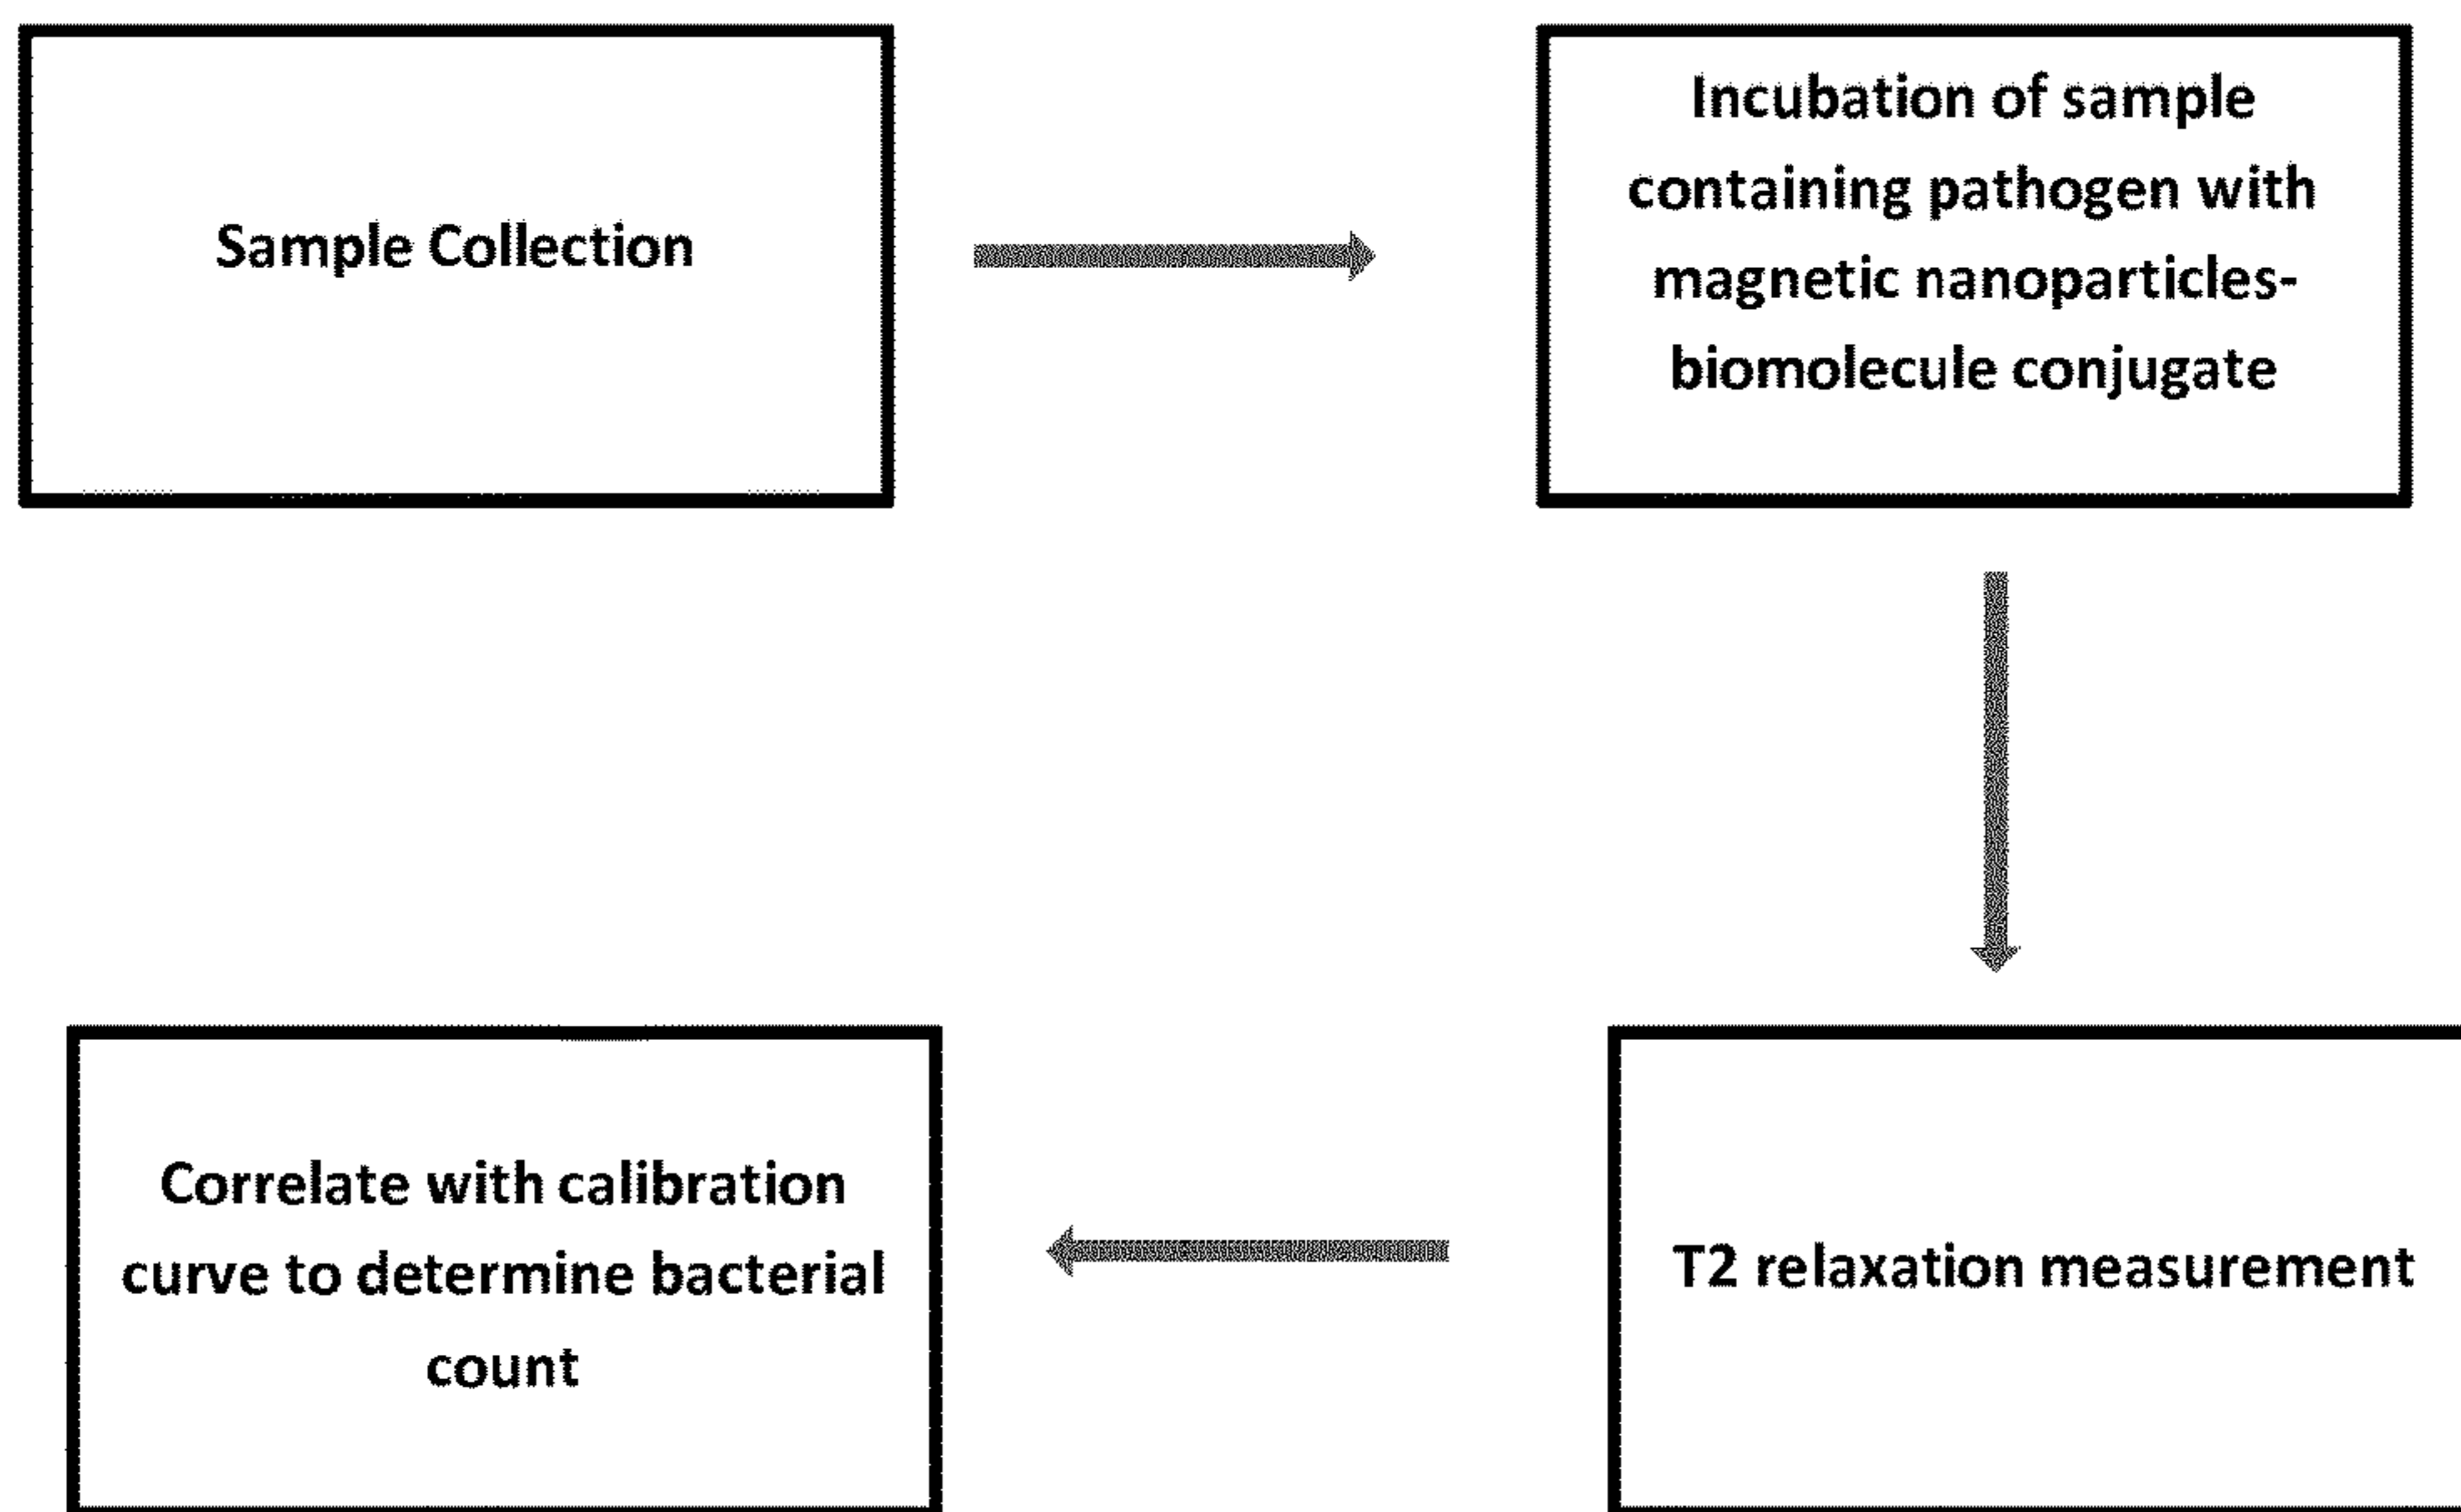 Sample Collection
Incubation of sample
containing pathogen with
magnetic nanoparticles-
biomolecule conjugate
T2 relaxation measurement
Correlate with calibration
curve to determine bacterial
count